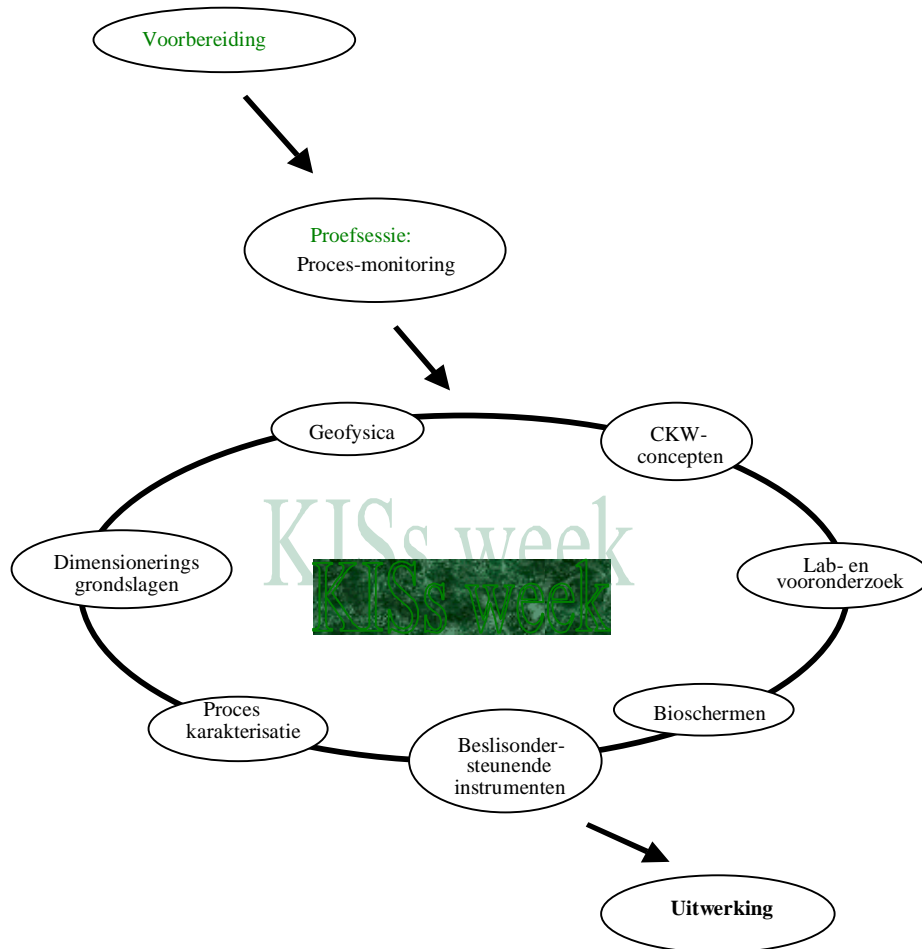 Voorbereiding
Proefsessie:
Proces-monitoring
Geofysica
CKW-
concepten
KISs week
KISs week
Dimensionerings
grondslagen
Lab- en
vooronderzoek
Proces
karakterisatie
Bioschermen
Beslisonder-
steunende
instrumenten
Uitwerking